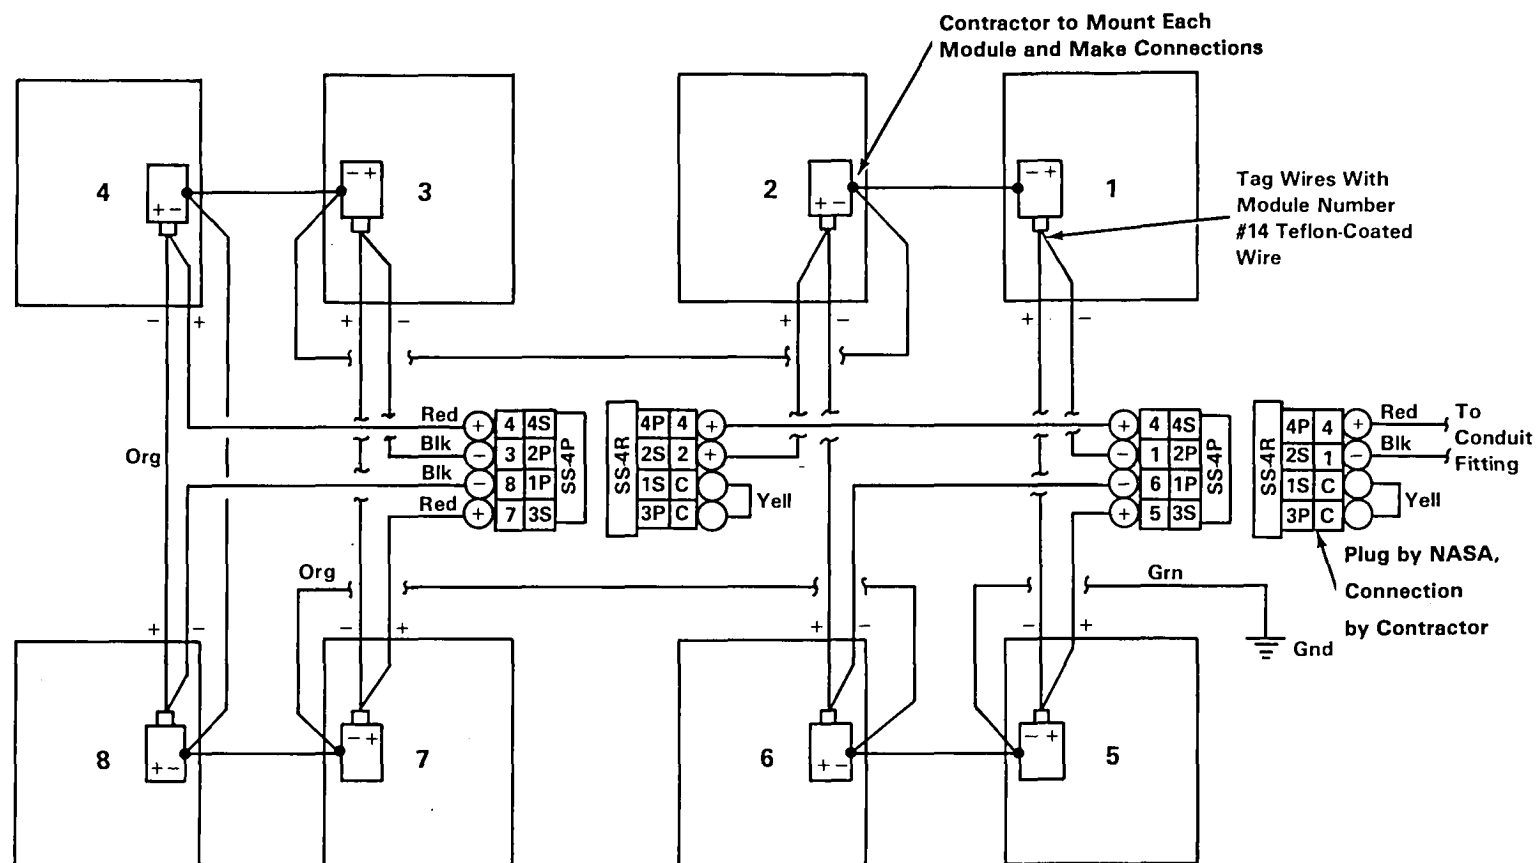 Contractor to Mount Each
Module and Make Connections
4
3
2
1
+ −
− +
+ −
− +
Tag Wires With
Module Number
#14 Teflon-Coated
Wire
− +
+ −
+ −
+ −
Red + 4 4S
Blk − 3 2P
Blk − 8 1P
Red + 7 3S
SS-4P
SS-4R
4P 4 +
2S 2 +
1S C
3P C
Yell
+ 4 4S
− 1 2P
− 6 1P
+ 5 3S
SS-4P
SS-4R
4P 4 + Red
2S 1 − Blk
1S C
3P C
Yell
To
Conduit
Fitting
Org
Org
Grn
Plug by NASA,
Connection
by Contractor
Gnd
+ −
− +
+ −
− +
8
7
6
5
+ −
− +
+ −
− +